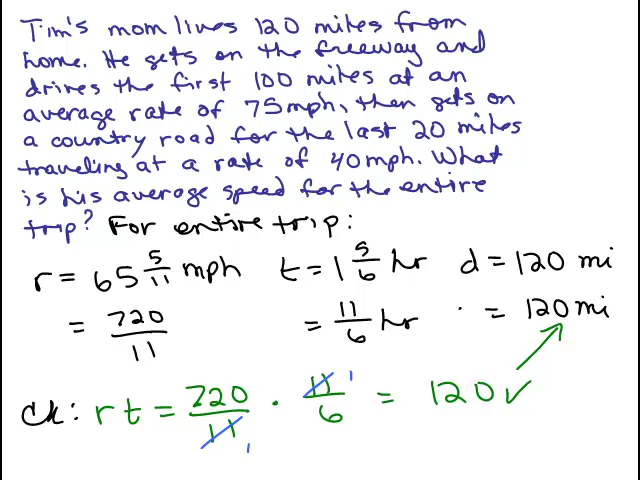 Tim's mom lives 120 miles from
home. He gets on the freeway and
drives the first 100 miles at an
average rate of 75mph, then gets on
a country road for the last 20 miles
traveling at a rate of 40mph. What
is his average speed for the entire
trip? For entire trip:
r = 65 5/11 mph t = 1 5/6 hr d = 120 mi
= 720/11 = 11/6 hr = 120 mi
ck: r t = 720/11 · 11/6 = 120 ✓
1
1